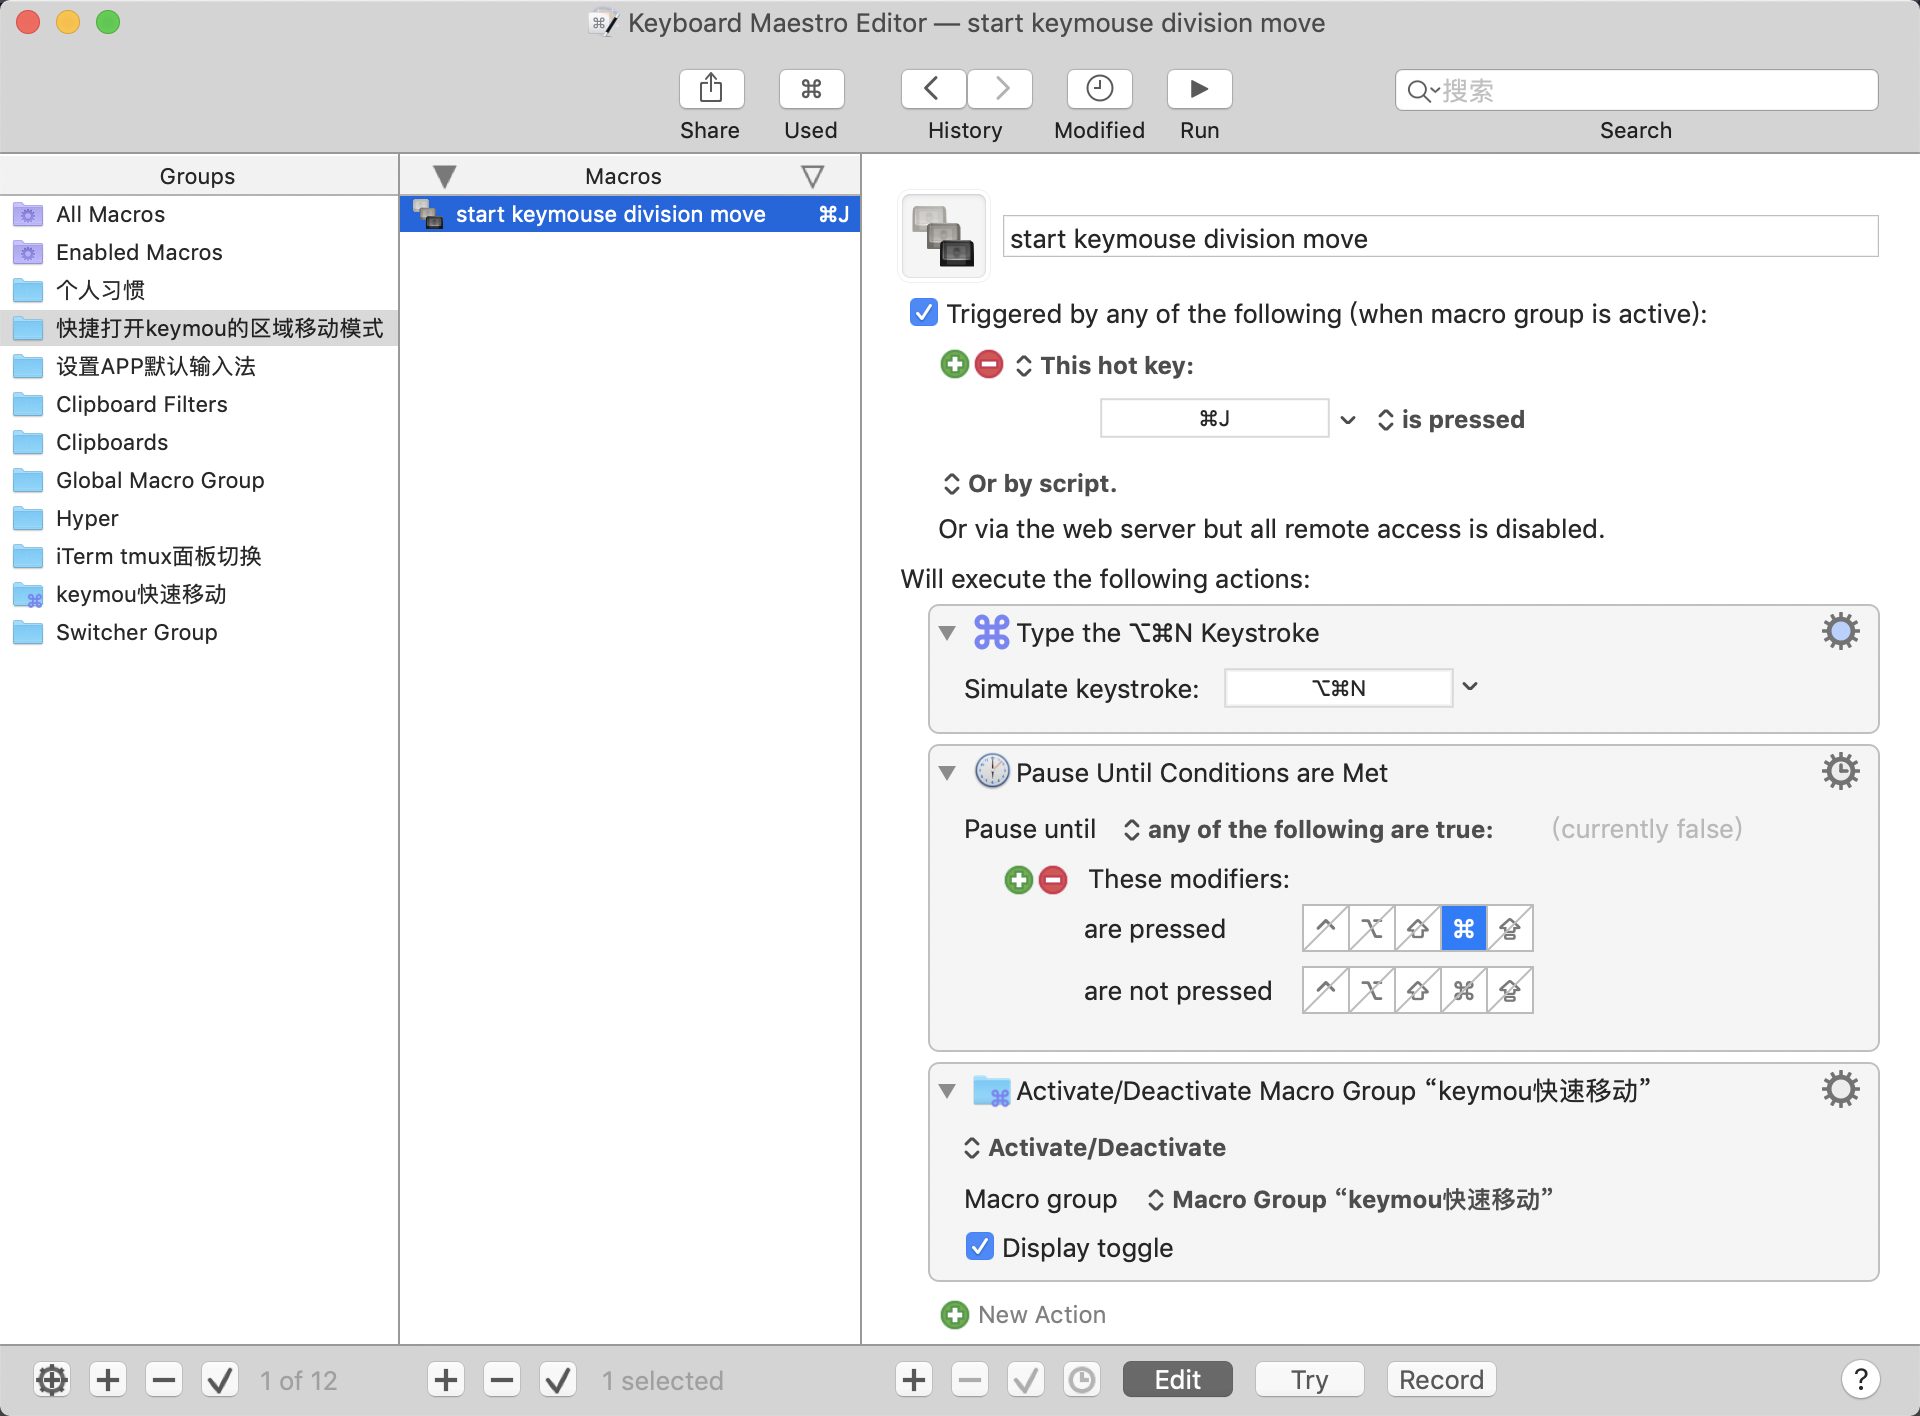 Keyboard Maestro Editor — start keymouse division move
Share
Used
History
Modified
Run
搜索
Search
Groups
All Macros
Enabled Macros
个人习惯
快捷打开keymou的区域移动模式
设置APP默认输入法
Clipboard Filters
Clipboards
Global Macro Group
Hyper
iTerm tmux面板切换
keymou快速移动
Switcher Group
1 of 12
Macros
start keymouse division move ⌘J
1 selected
start keymouse division move
Triggered by any of the following (when macro group is active):
This hot key:
⌘J is pressed
Or by script.
Or via the web server but all remote access is disabled.
Will execute the following actions:
Type the ⌥⌘N Keystroke
Simulate keystroke: ⌥⌘N
Pause Until Conditions are Met
Pause until any of the following are true: (currently false)
These modifiers:
are pressed
are not pressed
Activate/Deactivate Macro Group “keymou快速移动”
Activate/Deactivate
Macro group Macro Group “keymou快速移动”
Display toggle
New Action
Edit Try Record ?